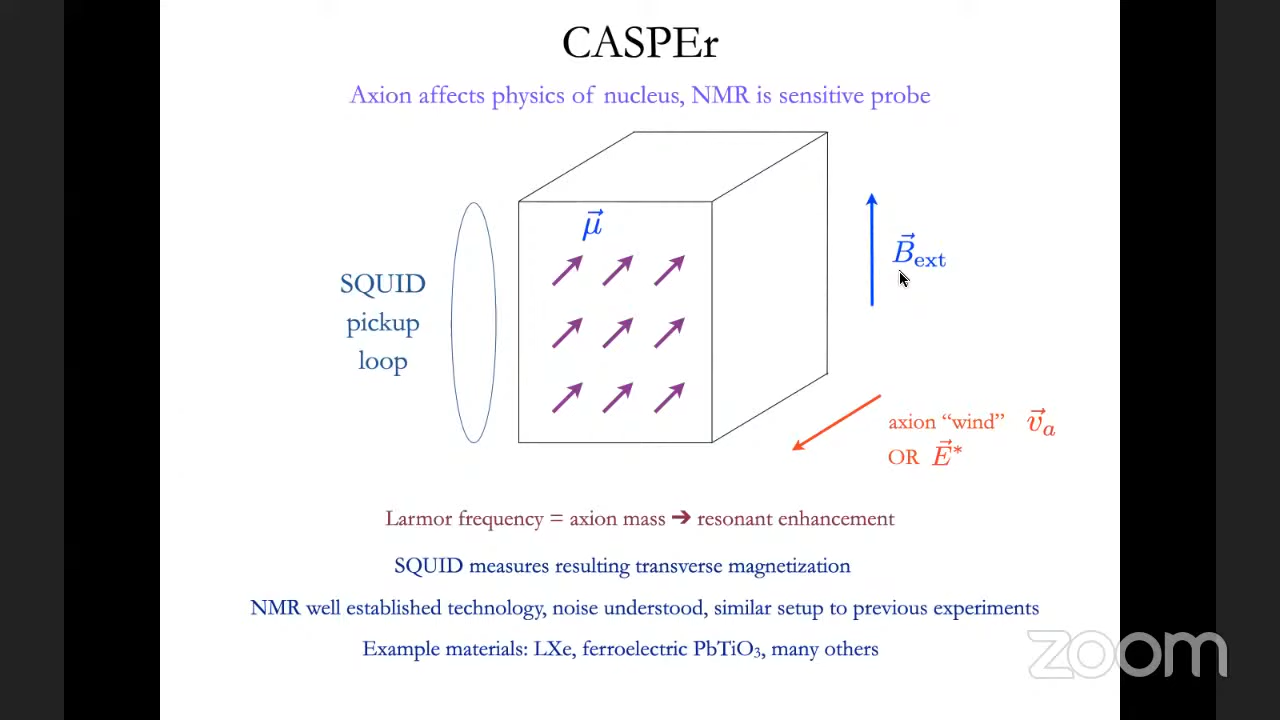 CASPEr
Axion affects physics of nucleus, NMR is sensitive probe
μ⃗
B⃗ext
SQUID
pickup
loop
axion “wind” v⃗a
OR E⃗*
Larmor frequency = axion mass ➔ resonant enhancement
SQUID measures resulting transverse magnetization
NMR well established technology, noise understood, similar setup to previous experiments
Example materials: LXe, ferroelectric PbTiO₃, many others
zoom